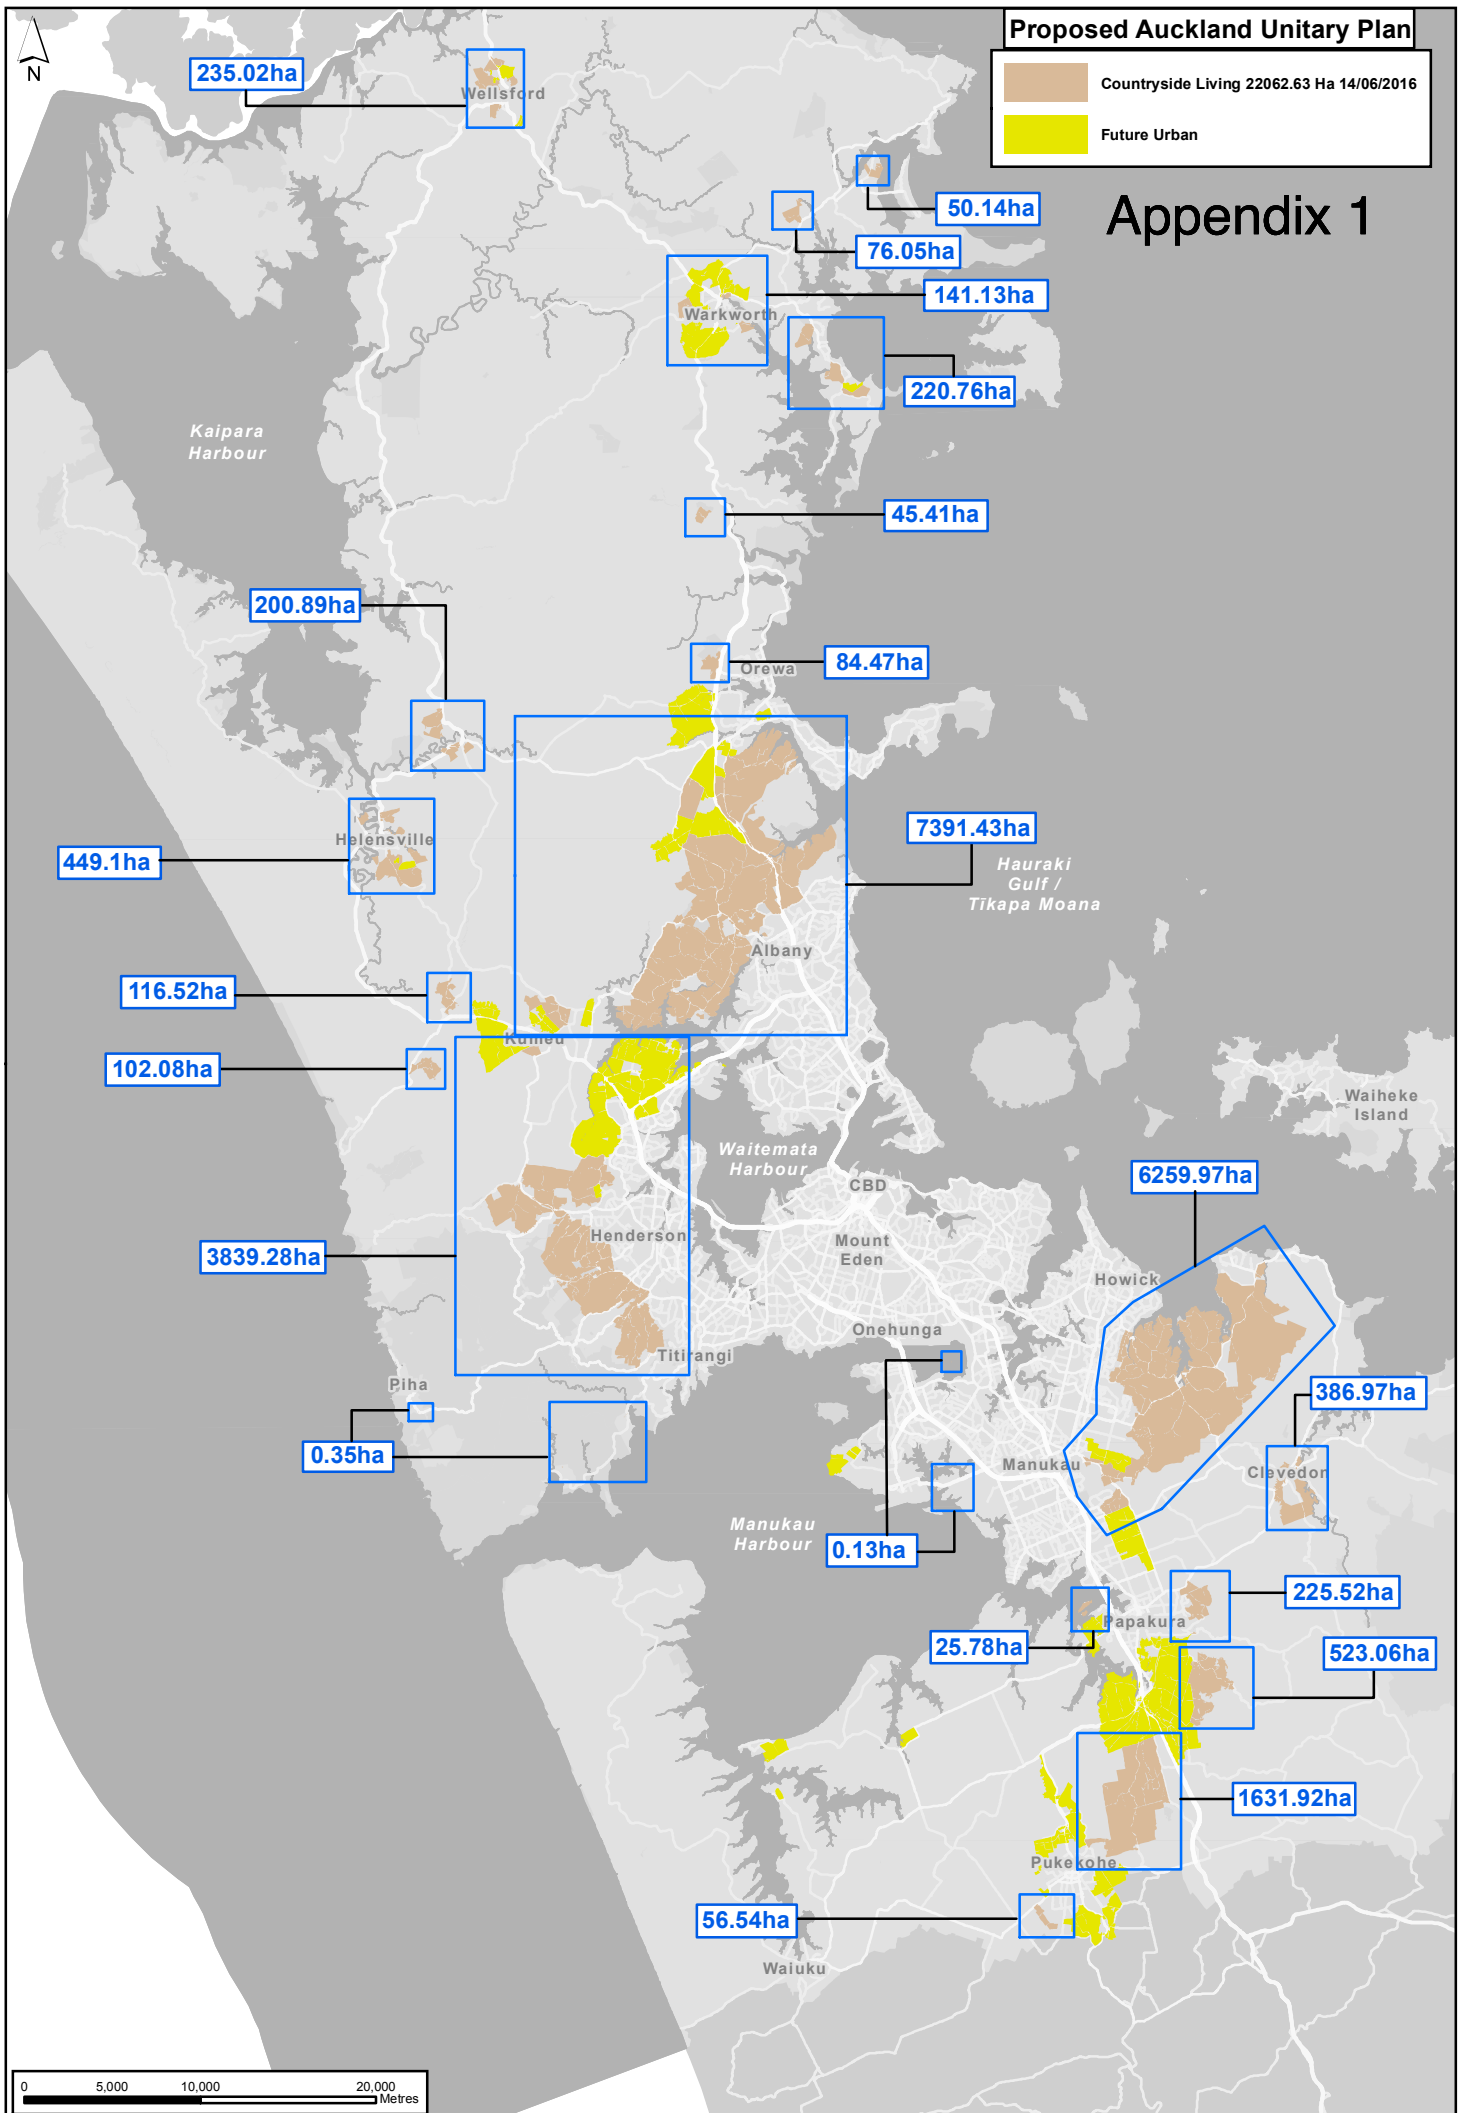 Proposed Auckland Unitary Plan
Countryside Living 22062.63 Ha 14/06/2016
Future Urban
Appendix 1
N
235.02ha
Wellsford
50.14ha
76.05ha
141.13ha
Warkworth
220.76ha
Kaipara
Harbour
45.41ha
200.89ha
84.47ha
Orewa
7391.43ha
Helensville
449.1ha
Hauraki
Gulf /
Tīkapa Moana
Albany
116.52ha
Kumeu
102.08ha
Waiheke
Island
Waitemata
Harbour
6259.97ha
CBD
Henderson
Mount
Eden
3839.28ha
Howick
Onehunga
Titirangi
Piha
386.97ha
0.35ha
Manukau
Clevedon
Manukau
Harbour
0.13ha
225.52ha
Papakura
25.78ha
523.06ha
1631.92ha
Pukekohe
56.54ha
Waiuku
0 5,000 10,000 20,000
Metres